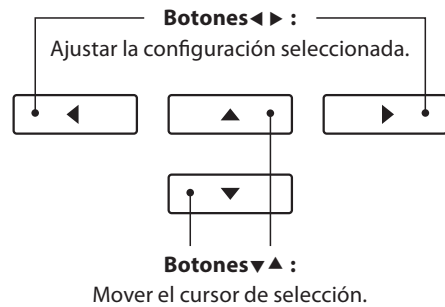 Botones◀ ▶ :
Ajustar la configuración seleccionada.
Botones▼▲ :
Mover el cursor de selección.